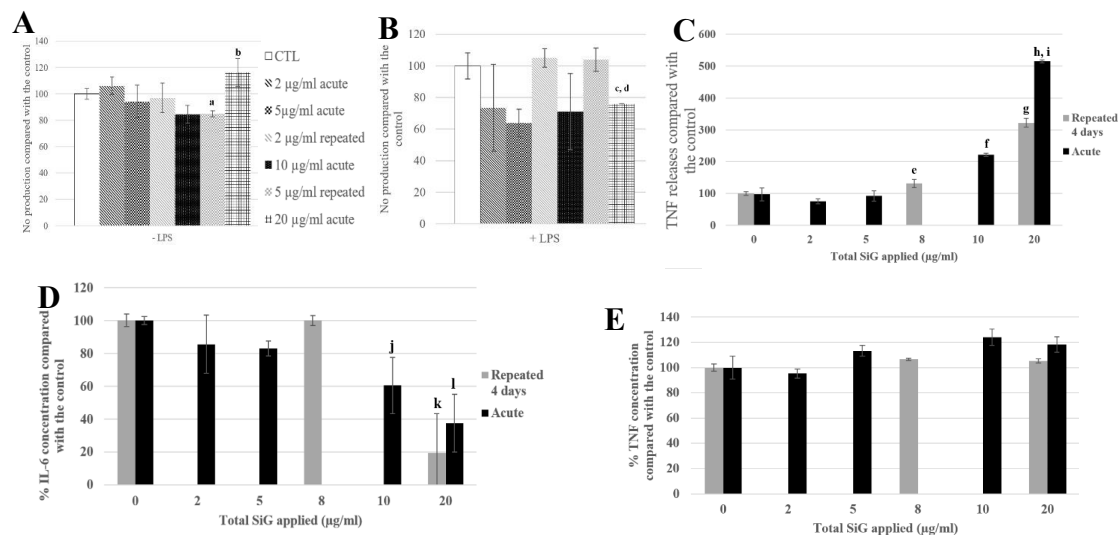 A
No production compared with the control
140
120
100
80
60
40
20
0
a
b
- LPS
CTL
2 µg/ml acute
5µg/ml acute
2 µg/ml repeated
10 µg/ml acute
5 µg/ml repeated
20 µg/ml acute
B
No production compared with the
control
120
100
80
60
40
20
0
c, d
+ LPS
C
TNF releases compared with
the control
600
500
400
300
200
100
0
e
f
g
h, i
0
2
5
8
10
20
Total SiG applied (µg/ml)
Repeated
4 days
Acute
D
% IL-6 concentration compared
with the control
120
100
80
60
40
20
0
j
k
l
0
2
5
8
10
20
Total SiG applied (µg/ml)
Repeated
4 days
Acute
E
% TNF concentration
compared with the control
140
120
100
80
60
40
20
0
0
2
5
8
10
20
Total SiG applied (µg/ml)
Repeated
4 days
Acute